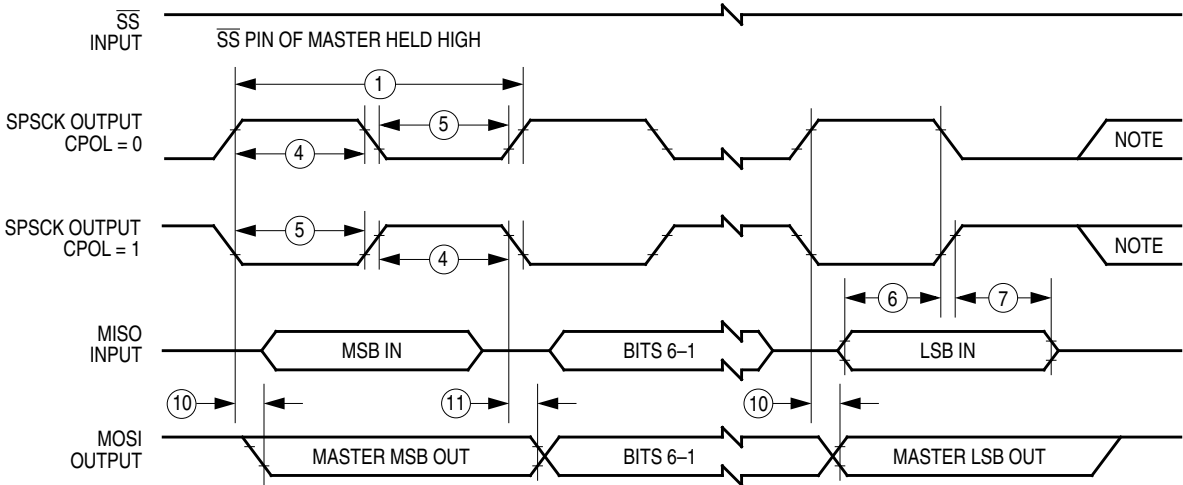 SS
INPUT
SS PIN OF MASTER HELD HIGH
1
SPSCK OUTPUT
CPOL = 0
5
4
NOTE
SPSCK OUTPUT
CPOL = 1
5
4
NOTE
6
7
MISO
INPUT
MSB IN
BITS 6–1
LSB IN
10
11
10
MOSI
OUTPUT
MASTER MSB OUT
BITS 6–1
MASTER LSB OUT